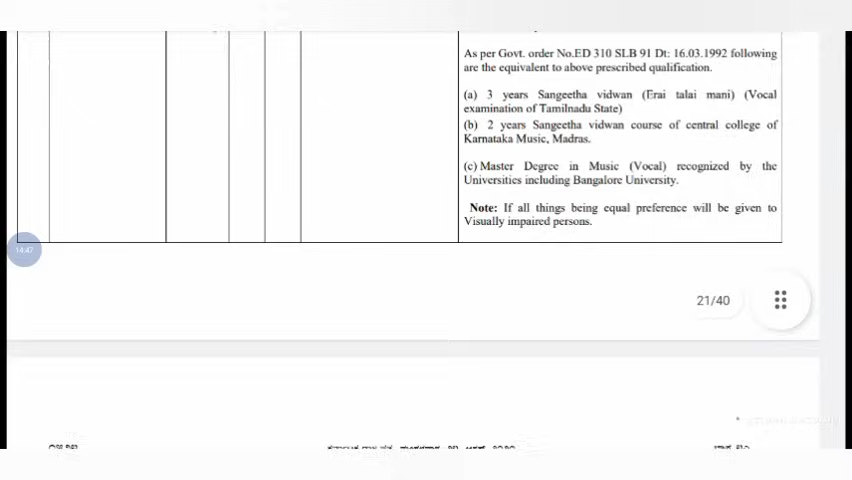 As per Govt. order No.ED 310 SLB 91 Dt: 16.03.1992 following
are the equivalent to above prescribed qualification.
(a) 3 years Sangeetha vidwan (Erai talai mani) (Vocal
examination of Tamilnadu State)
(b) 2 years Sangeetha vidwan course of central college of
Karnataka Music, Madras.
(c) Master Degree in Music (Vocal) recognized by the
Universities including Bangalore University.
Note: If all things being equal preference will be given to
Visually impaired persons.
14:47
21/40